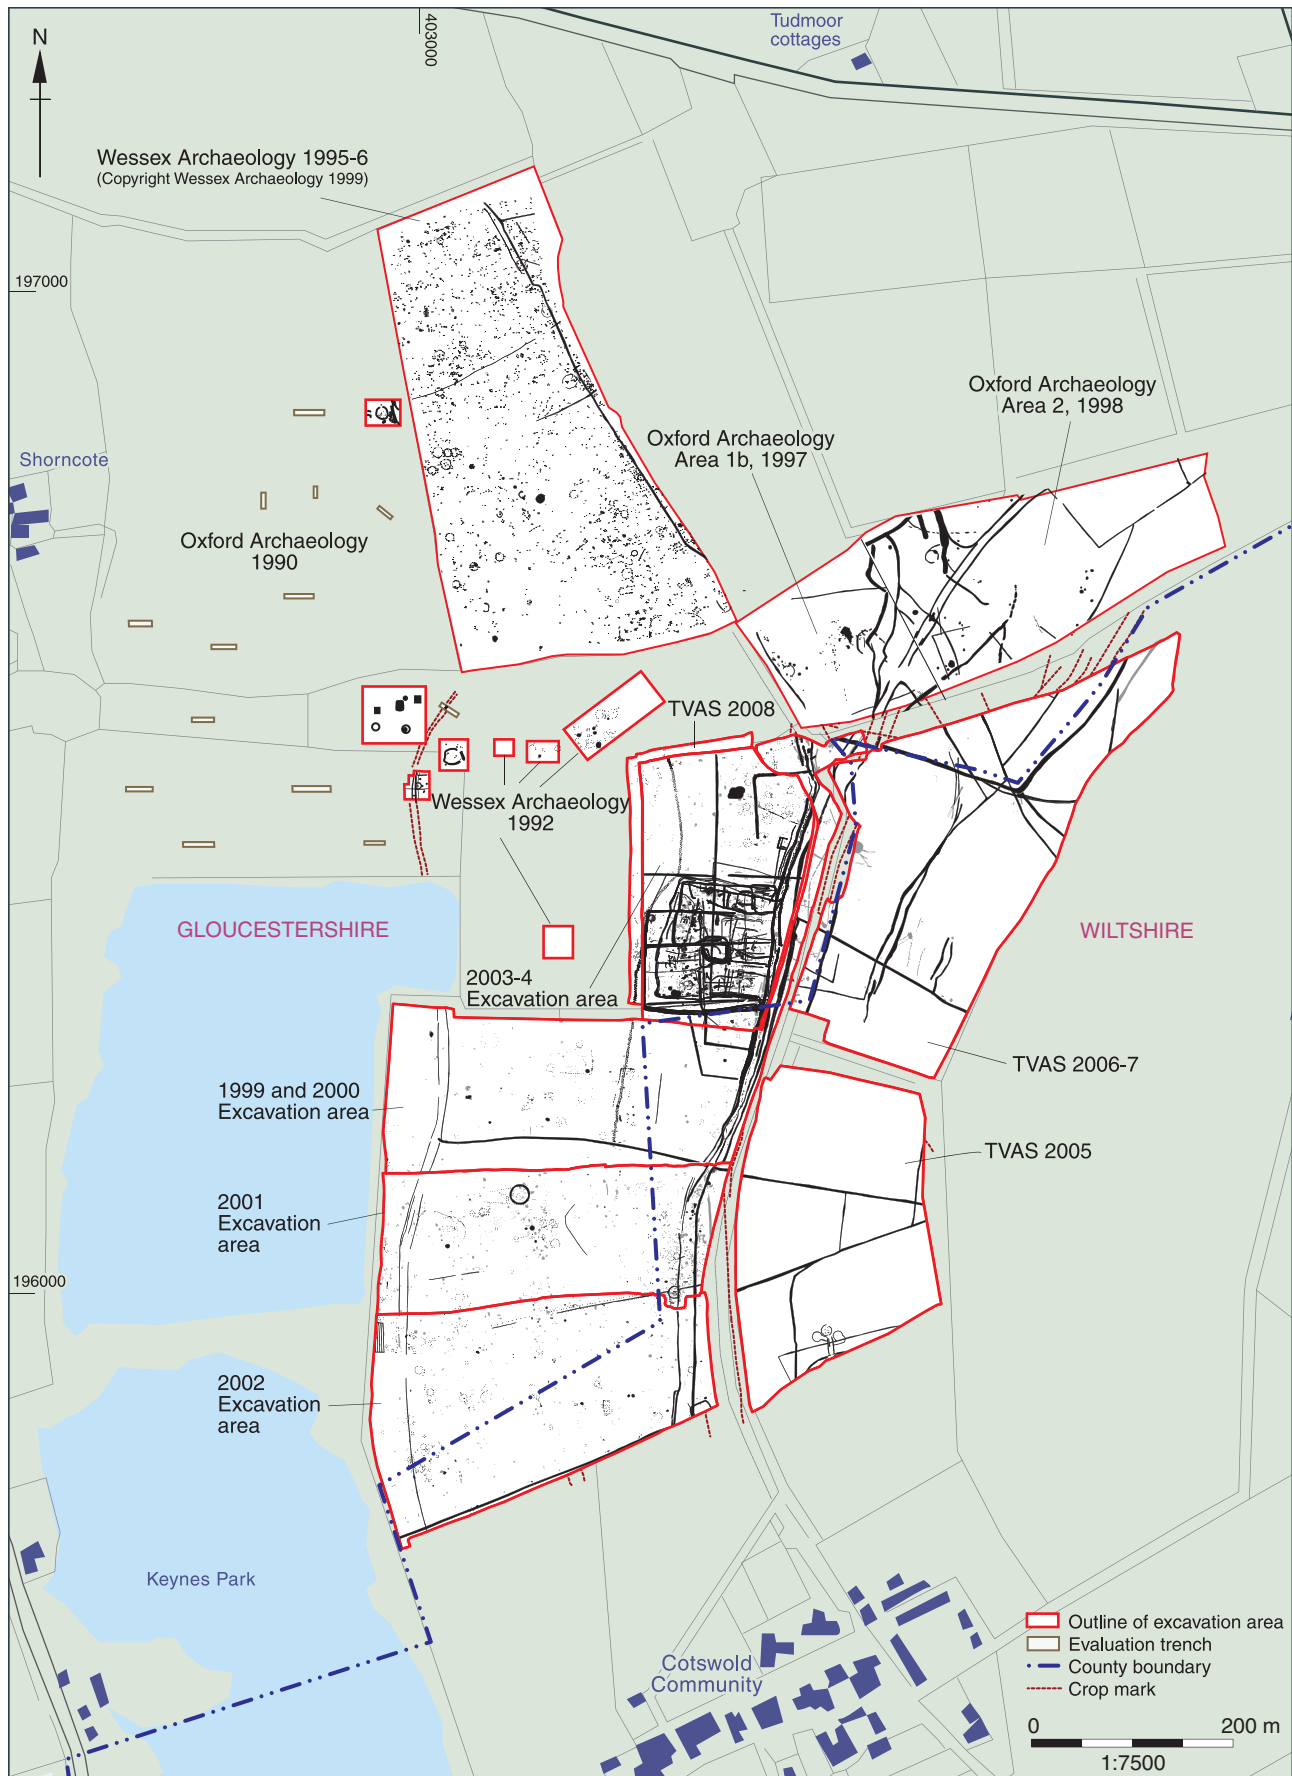 Tudmoor
cottages
403000
N
Wessex Archaeology 1995-6
(Copyright Wessex Archaeology 1999)
197000
Oxford Archaeology
Area 2, 1998
Oxford Archaeology
Area 1b, 1997
Shorncote
Oxford Archaeology
1990
TVAS 2008
Wessex Archaeology
1992
GLOUCESTERSHIRE
WILTSHIRE
2003-4
Excavation area
TVAS 2006-7
1999 and 2000
Excavation area
TVAS 2005
2001
Excavation
area
196000
2002
Excavation
area
Keynes Park
Cotswold
Community
Outline of excavation area
Evaluation trench
County boundary
Crop mark
0 200 m
1:7500